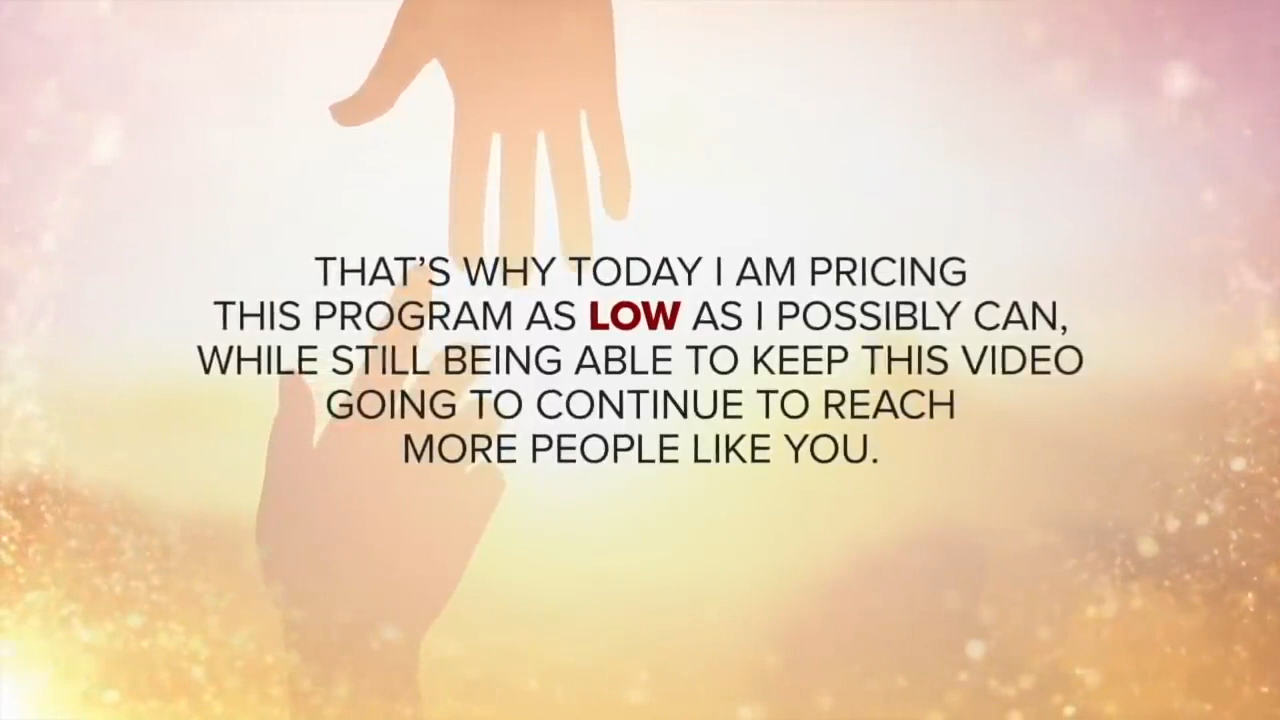 THAT'S WHY TODAY I AM PRICING
THIS PROGRAM AS LOW AS I POSSIBLY CAN,
WHILE STILL BEING ABLE TO KEEP THIS VIDEO
GOING TO CONTINUE TO REACH
MORE PEOPLE LIKE YOU.